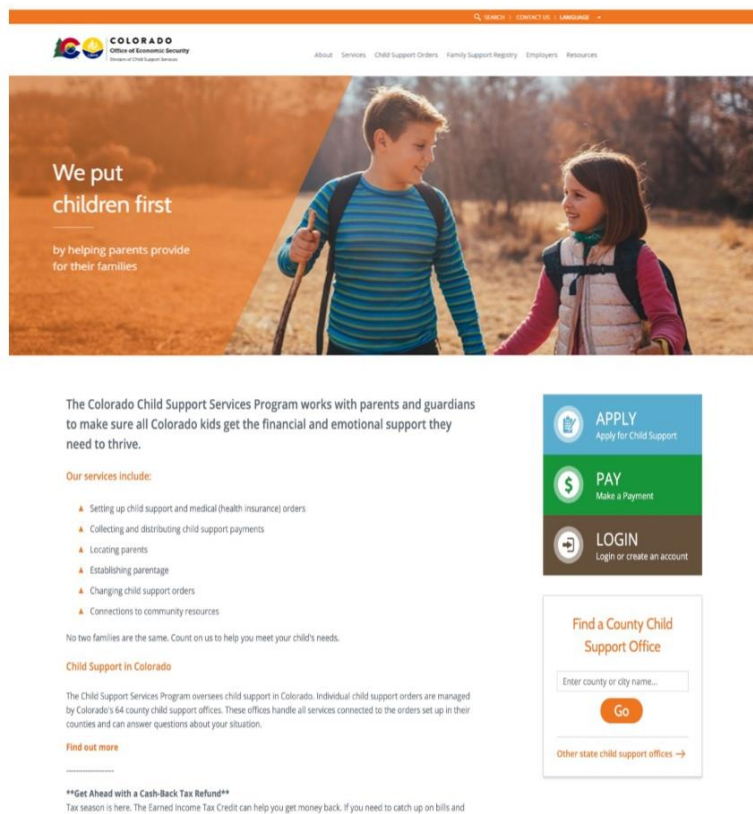 SEARCH | CONTACT US | LANGUAGE
COLORADO
Office of Economic Security
Division of Child Support Services
About Services Child Support Orders Family Support Registry Employers Resources
We put
children first
by helping parents provide
for their families
The Colorado Child Support Services Program works with parents and guardians
to make sure all Colorado kids get the financial and emotional support they
need to thrive.
Our services include:
Setting up child support and medical (health insurance) orders
Collecting and distributing child support payments
Locating parents
Establishing parentage
Changing child support orders
Connections to community resources
No two families are the same. Count on us to help you meet your child's needs.
Child Support in Colorado
The Child Support Services Program oversees child support in Colorado. Individual child support orders are managed
by Colorado's 64 county child support offices. These offices handle all services connected to the orders set up in their
counties and can answer questions about your situation.
Find out more
------------------
**Get Ahead with a Cash-Back Tax Refund**
Tax season is here. The Earned Income Tax Credit can help you get money back. If you need to catch up on bills and
APPLY
Apply for Child Support
PAY
Make a Payment
LOGIN
Login or create an account
Find a County Child
Support Office
Enter county or city name...
Go
Other state child support offices →